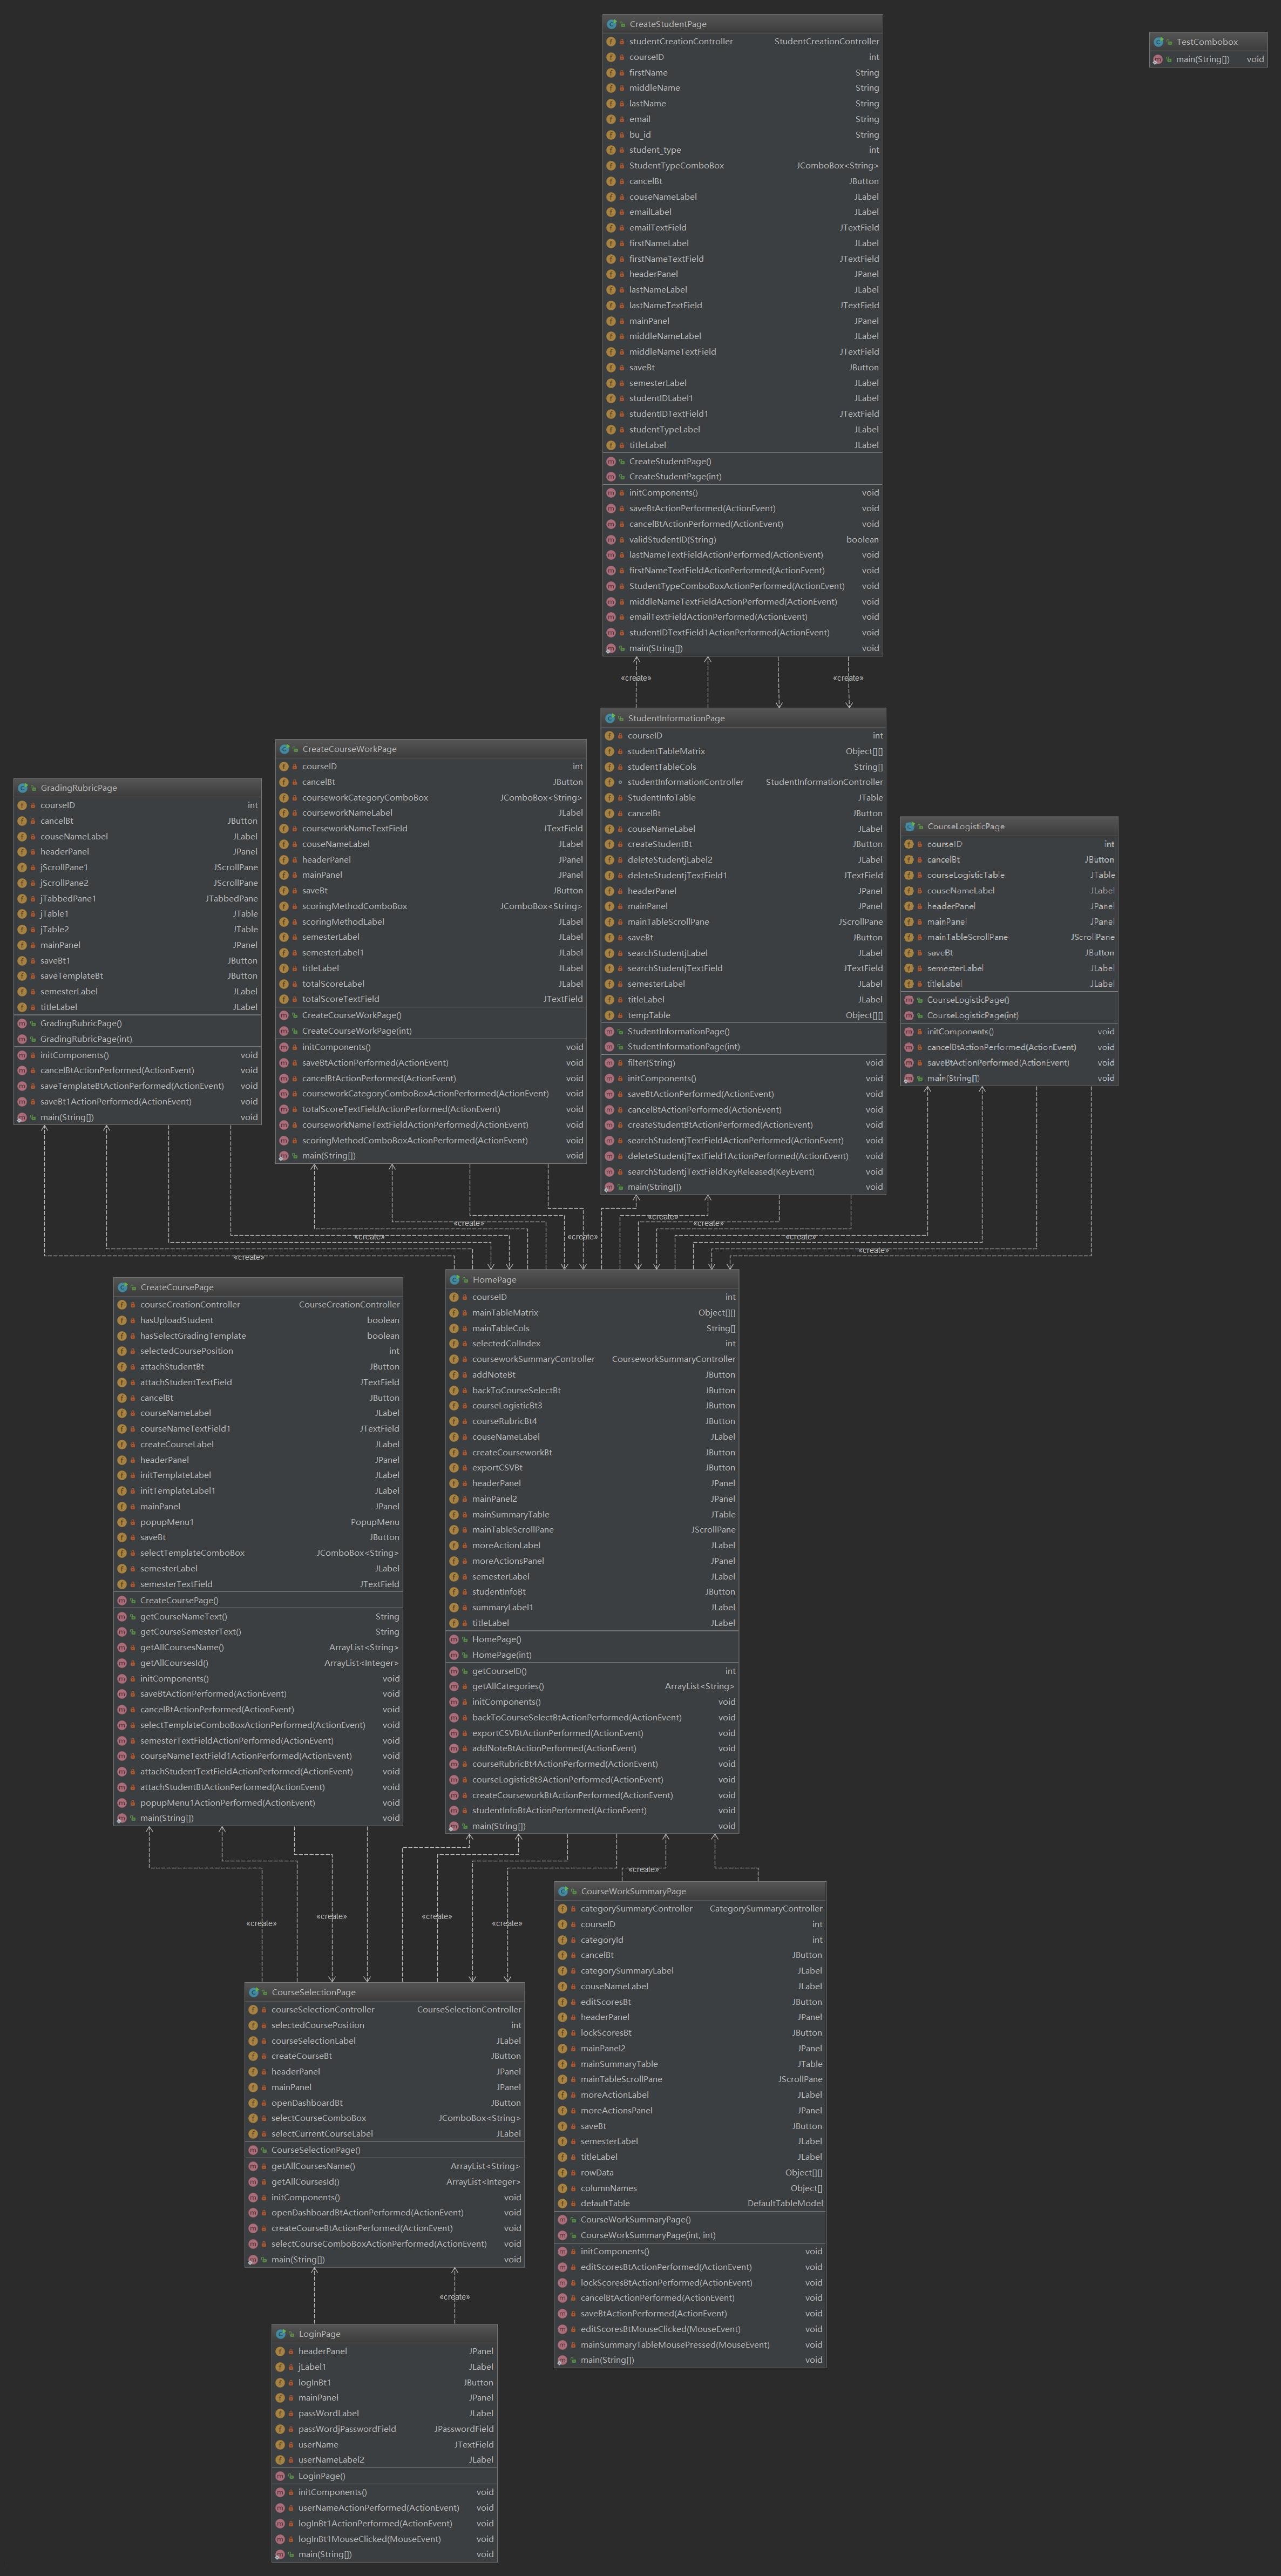 CreateStudentPage
studentCreationController StudentCreationController
courseID int
firstName String
middleName String
lastName String
email String
bu_id String
student_type int
StudentTypeComboBox JComboBox<String>
cancelBt JButton
couseNameLabel JLabel
emailLabel JLabel
emailTextField JTextField
firstNameLabel JLabel
firstNameTextField JTextField
headerPanel JPanel
lastNameLabel JLabel
lastNameTextField JTextField
mainPanel JPanel
middleNameLabel JLabel
middleNameTextField JTextField
saveBt JButton
semesterLabel JLabel
studentIDLabel1 JLabel
studentIDTextField1 JTextField
studentTypeLabel JLabel
titleLabel JLabel
CreateStudentPage()
CreateStudentPage(int)
initComponents() void
saveBtActionPerformed(ActionEvent) void
cancelBtActionPerformed(ActionEvent) void
validStudentID(String) boolean
lastNameTextFieldActionPerformed(ActionEvent) void
firstNameTextFieldActionPerformed(ActionEvent) void
StudentTypeComboBoxActionPerformed(ActionEvent) void
middleNameTextFieldActionPerformed(ActionEvent) void
emailTextFieldActionPerformed(ActionEvent) void
studentIDTextField1ActionPerformed(ActionEvent) void
main(String[]) void
TestCombobox
main(String[]) void
«create»
«create»
StudentInformationPage
courseID int
studentTableMatrix Object[][]
studentTableCols String[]
studentInformationController StudentInformationController
StudentInfoTable JTable
cancelBt JButton
couseNameLabel JLabel
createStudentBt JButton
deleteStudentjLabel2 JLabel
deleteStudentjTextField1 JTextField
headerPanel JPanel
mainPanel JPanel
mainTableScrollPane JScrollPane
saveBt JButton
searchStudentjLabel JLabel
searchStudentjTextField JTextField
semesterLabel JLabel
titleLabel JLabel
tempTable Object[][]
StudentInformationPage()
StudentInformationPage(int)
filter(String) void
initComponents() void
saveBtActionPerformed(ActionEvent) void
cancelBtActionPerformed(ActionEvent) void
createStudentBtActionPerformed(ActionEvent) void
searchStudentjTextFieldActionPerformed(ActionEvent) void
deleteStudentjTextField1ActionPerformed(ActionEvent) void
searchStudentjTextFieldKeyReleased(KeyEvent) void
main(String[]) void
CreateCourseWorkPage
courseID int
cancelBt JButton
courseworkCategoryComboBox JComboBox<String>
courseworkNameLabel JLabel
courseworkNameTextField JTextField
couseNameLabel JLabel
headerPanel JPanel
mainPanel JPanel
saveBt JButton
scoringMethodComboBox JComboBox<String>
scoringMethodLabel JLabel
semesterLabel JLabel
semesterLabel1 JLabel
titleLabel JLabel
totalScoreLabel JLabel
totalScoreTextField JTextField
CreateCourseWorkPage()
CreateCourseWorkPage(int)
initComponents() void
saveBtActionPerformed(ActionEvent) void
cancelBtActionPerformed(ActionEvent) void
courseworkCategoryComboBoxActionPerformed(ActionEvent) void
totalScoreTextFieldActionPerformed(ActionEvent) void
courseworkNameTextFieldActionPerformed(ActionEvent) void
scoringMethodComboBoxActionPerformed(ActionEvent) void
main(String[]) void
GradingRubricPage
courseID int
cancelBt JButton
couseNameLabel JLabel
headerPanel JPanel
jScrollPane1 JScrollPane
jScrollPane2 JScrollPane
jTabbedPane1 JTabbedPane
jTable1 JTable
jTable2 JTable
mainPanel JPanel
saveBt1 JButton
saveTemplateBt JButton
semesterLabel JLabel
titleLabel JLabel
GradingRubricPage()
GradingRubricPage(int)
initComponents() void
cancelBtActionPerformed(ActionEvent) void
saveTemplateBtActionPerformed(ActionEvent) void
saveBt1ActionPerformed(ActionEvent) void
main(String[]) void
CourseLogisticPage
courseID int
cancelBt JButton
courseLogisticTable JTable
couseNameLabel JLabel
headerPanel JPanel
mainPanel JPanel
mainTableScrollPane JScrollPane
saveBt JButton
semesterLabel JLabel
titleLabel JLabel
CourseLogisticPage()
CourseLogisticPage(int)
initComponents() void
cancelBtActionPerformed(ActionEvent) void
saveBtActionPerformed(ActionEvent) void
main(String[]) void
«create»
«create»
«create»
«create»
«create»
«create»
«create»
«create»
CreateCoursePage
courseCreationController CourseCreationController
hasUploadStudent boolean
hasSelectGradingTemplate boolean
selectedCoursePosition int
attachStudentBt JButton
attachStudentTextField JTextField
cancelBt JButton
courseNameLabel JLabel
courseNameTextField1 JTextField
createCourseLabel JLabel
headerPanel JPanel
initTemplateLabel JLabel
initTemplateLabel1 JLabel
mainPanel JPanel
popupMenu1 PopupMenu
saveBt JButton
selectTemplateComboBox JComboBox<String>
semesterLabel JLabel
semesterTextField JTextField
CreateCoursePage()
getCourseNameText() String
getCourseSemesterText() String
getAllCoursesName() ArrayList<String>
getAllCoursesId() ArrayList<Integer>
initComponents() void
saveBtActionPerformed(ActionEvent) void
cancelBtActionPerformed(ActionEvent) void
selectTemplateComboBoxActionPerformed(ActionEvent) void
semesterTextFieldActionPerformed(ActionEvent) void
courseNameTextField1ActionPerformed(ActionEvent) void
attachStudentTextFieldActionPerformed(ActionEvent) void
attachStudentBtActionPerformed(ActionEvent) void
popupMenu1ActionPerformed(ActionEvent) void
main(String[]) void
HomePage
courseID int
mainTableMatrix Object[][]
mainTableCols String[]
selectedColIndex int
courseworkSummaryController CourseworkSummaryController
addNoteBt JButton
backToCourseSelectBt JButton
courseLogisticBt3 JButton
courseRubricBt4 JButton
couseNameLabel JLabel
createCourseworkBt JButton
exportCSVBt JButton
headerPanel JPanel
mainPanel2 JPanel
mainSummaryTable JTable
mainTableScrollPane JScrollPane
moreActionLabel JLabel
moreActionsPanel JPanel
semesterLabel JLabel
studentInfoBt JButton
summaryLabel1 JLabel
titleLabel JLabel
HomePage()
HomePage(int)
getCourseID() int
getAllCategories() ArrayList<String>
initComponents() void
backToCourseSelectBtActionPerformed(ActionEvent) void
exportCSVBtActionPerformed(ActionEvent) void
addNoteBtActionPerformed(ActionEvent) void
courseRubricBt4ActionPerformed(ActionEvent) void
courseLogisticBt3ActionPerformed(ActionEvent) void
createCourseworkBtActionPerformed(ActionEvent) void
studentInfoBtActionPerformed(ActionEvent) void
main(String[]) void
«create»
«create»
«create»
«create»
«create»
CourseWorkSummaryPage
categorySummaryController CategorySummaryController
courseID int
categoryId int
cancelBt JButton
categorySummaryLabel JLabel
couseNameLabel JLabel
editScoresBt JButton
headerPanel JPanel
lockScoresBt JButton
mainPanel2 JPanel
mainSummaryTable JTable
mainTableScrollPane JScrollPane
moreActionLabel JLabel
moreActionsPanel JPanel
saveBt JButton
semesterLabel JLabel
titleLabel JLabel
rowData Object[][]
columnNames Object[]
defaultTable DefaultTableModel
CourseWorkSummaryPage()
CourseWorkSummaryPage(int, int)
initComponents() void
editScoresBtActionPerformed(ActionEvent) void
lockScoresBtActionPerformed(ActionEvent) void
cancelBtActionPerformed(ActionEvent) void
saveBtActionPerformed(ActionEvent) void
editScoresBtMouseClicked(MouseEvent) void
mainSummaryTableMousePressed(MouseEvent) void
main(String[]) void
CourseSelectionPage
courseSelectionController CourseSelectionController
selectedCoursePosition int
courseSelectionLabel JLabel
createCourseBt JButton
headerPanel JPanel
mainPanel JPanel
openDashboardBt JButton
selectCourseComboBox JComboBox<String>
selectCurrentCourseLabel JLabel
CourseSelectionPage()
getAllCoursesName() ArrayList<String>
getAllCoursesId() ArrayList<Integer>
initComponents() void
openDashboardBtActionPerformed(ActionEvent) void
createCourseBtActionPerformed(ActionEvent) void
selectCourseComboBoxActionPerformed(ActionEvent) void
main(String[]) void
«create»
LoginPage
headerPanel JPanel
jLabel1 JLabel
logInBt1 JButton
mainPanel JPanel
passWordLabel JLabel
passWordjPasswordField JPasswordField
userName JTextField
userNameLabel2 JLabel
LoginPage()
initComponents() void
userNameActionPerformed(ActionEvent) void
logInBt1ActionPerformed(ActionEvent) void
logInBt1MouseClicked(MouseEvent) void
main(String[]) void